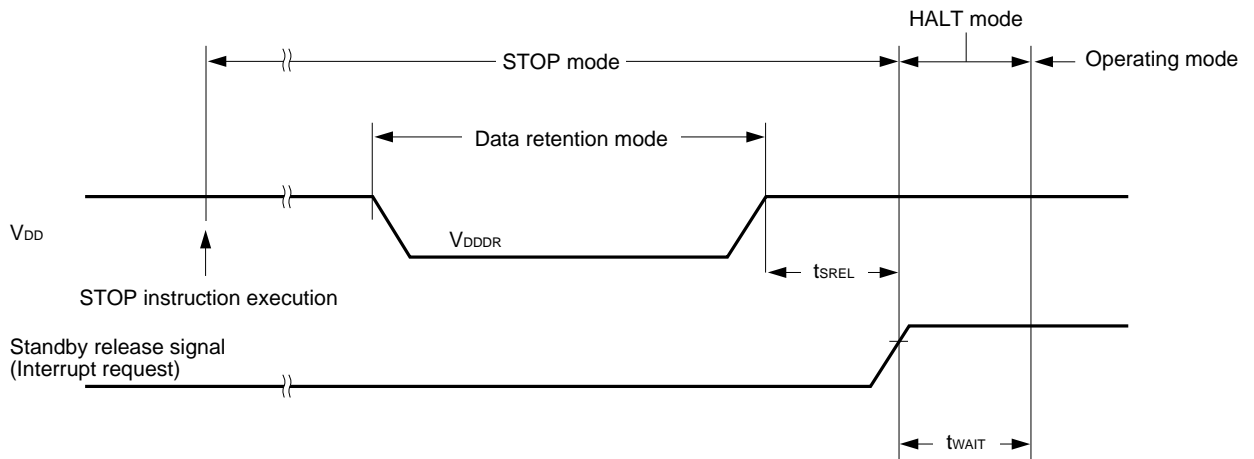 HALT mode
STOP mode
Operating mode
Data retention mode
VDD
VDDDR
tSREL
STOP instruction execution
Standby release signal
(Interrupt request)
tWAIT